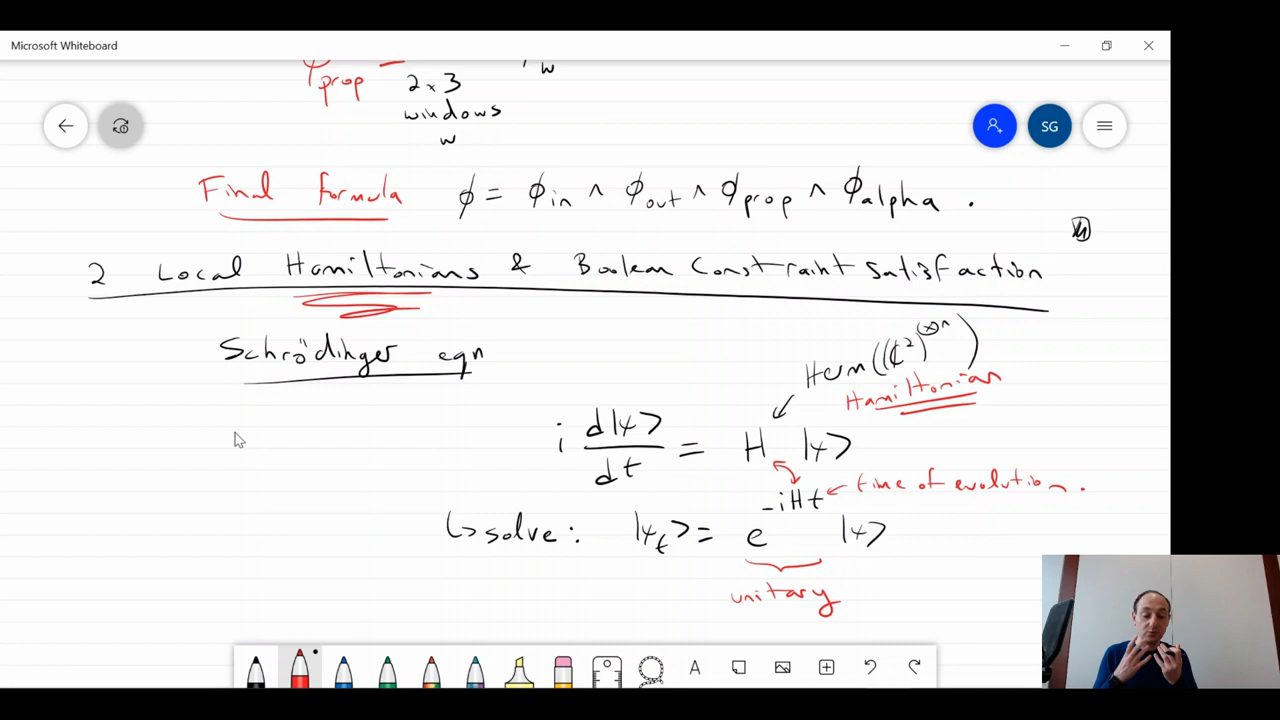 Microsoft Whiteboard
φprop = ∧ φw
2 x 3
windows
w
SG
Final formula φ = φin ∧ φout ∧ φprop ∧ φalpha .
2 Local Hamiltonians & Boolean Constraint satisfaction
Schrödinger eqn
Herm((ℂ²)^⊗n)
Hamiltonian
i d|ψ>/dt = H |ψ>
time of evolution.
↳ solve: |ψt> = e^-iHt |ψ>
unitary
A